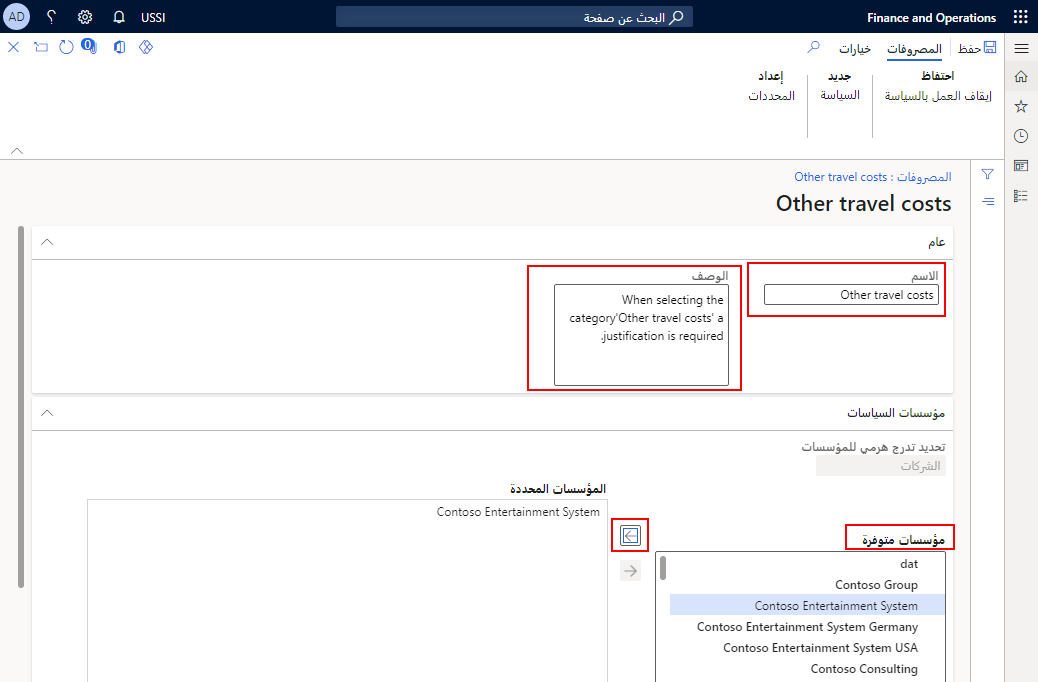 Finance and Operations
البحث عن صفحة
USSI
AD
حفظ
المصروفات
خيارات
0
احتفاظ
إيقاف العمل بالسياسة
جديد
السياسة
إعداد
المحددات
المصروفات : Other travel costs
Other travel costs
عام
الاسم
Other travel costs
الوصف
When selecting the
category'Other travel costs' a
justification is required.
مؤسسات السياسات
تحديد تدرج هرمي للمؤسسات
الشركات
مؤسسات متوفرة
dat
Contoso Group
Contoso Entertainment System
Contoso Entertainment System Germany
Contoso Entertainment System USA
Contoso Consulting
المؤسسات المحددة
Contoso Entertainment System